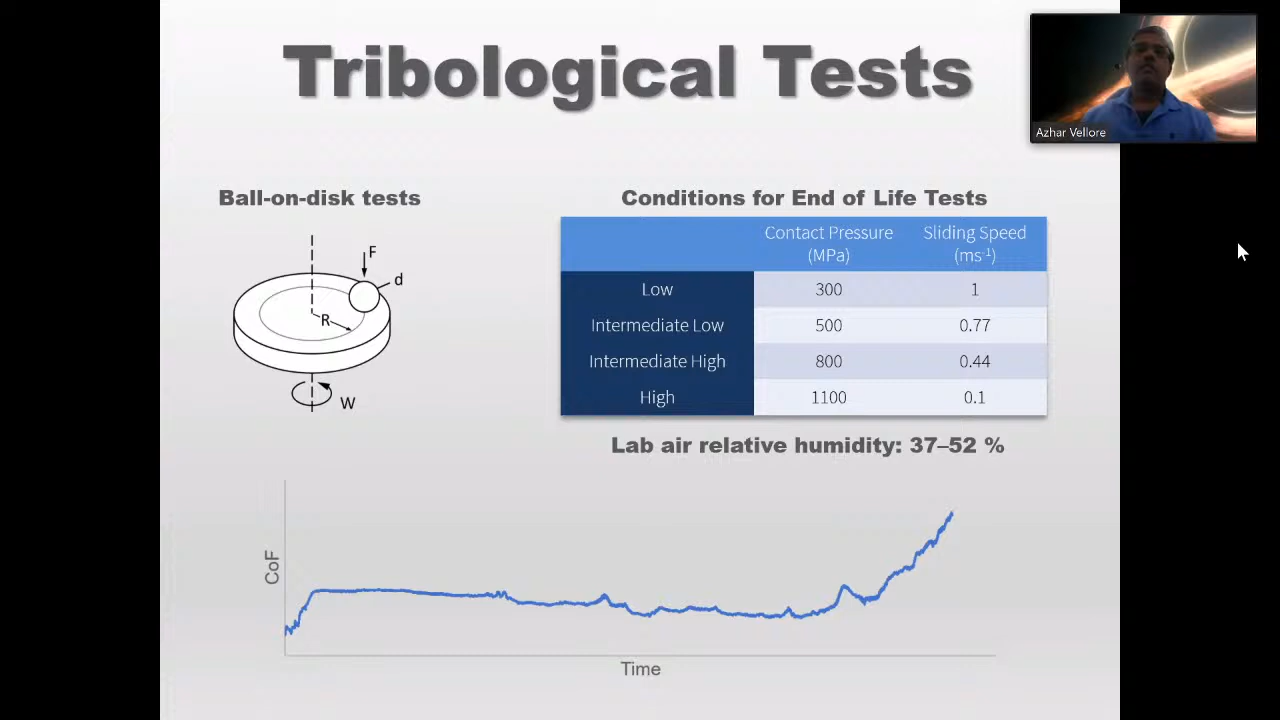 Tribological Tests
Azhar Vellore
Ball-on-disk tests
F
d
R
W
Conditions for End of Life Tests
Contact Pressure (MPa) Sliding Speed (ms⁻¹)
Low 300 1
Intermediate Low 500 0.77
Intermediate High 800 0.44
High 1100 0.1
Lab air relative humidity: 37–52 %
CoF
Time